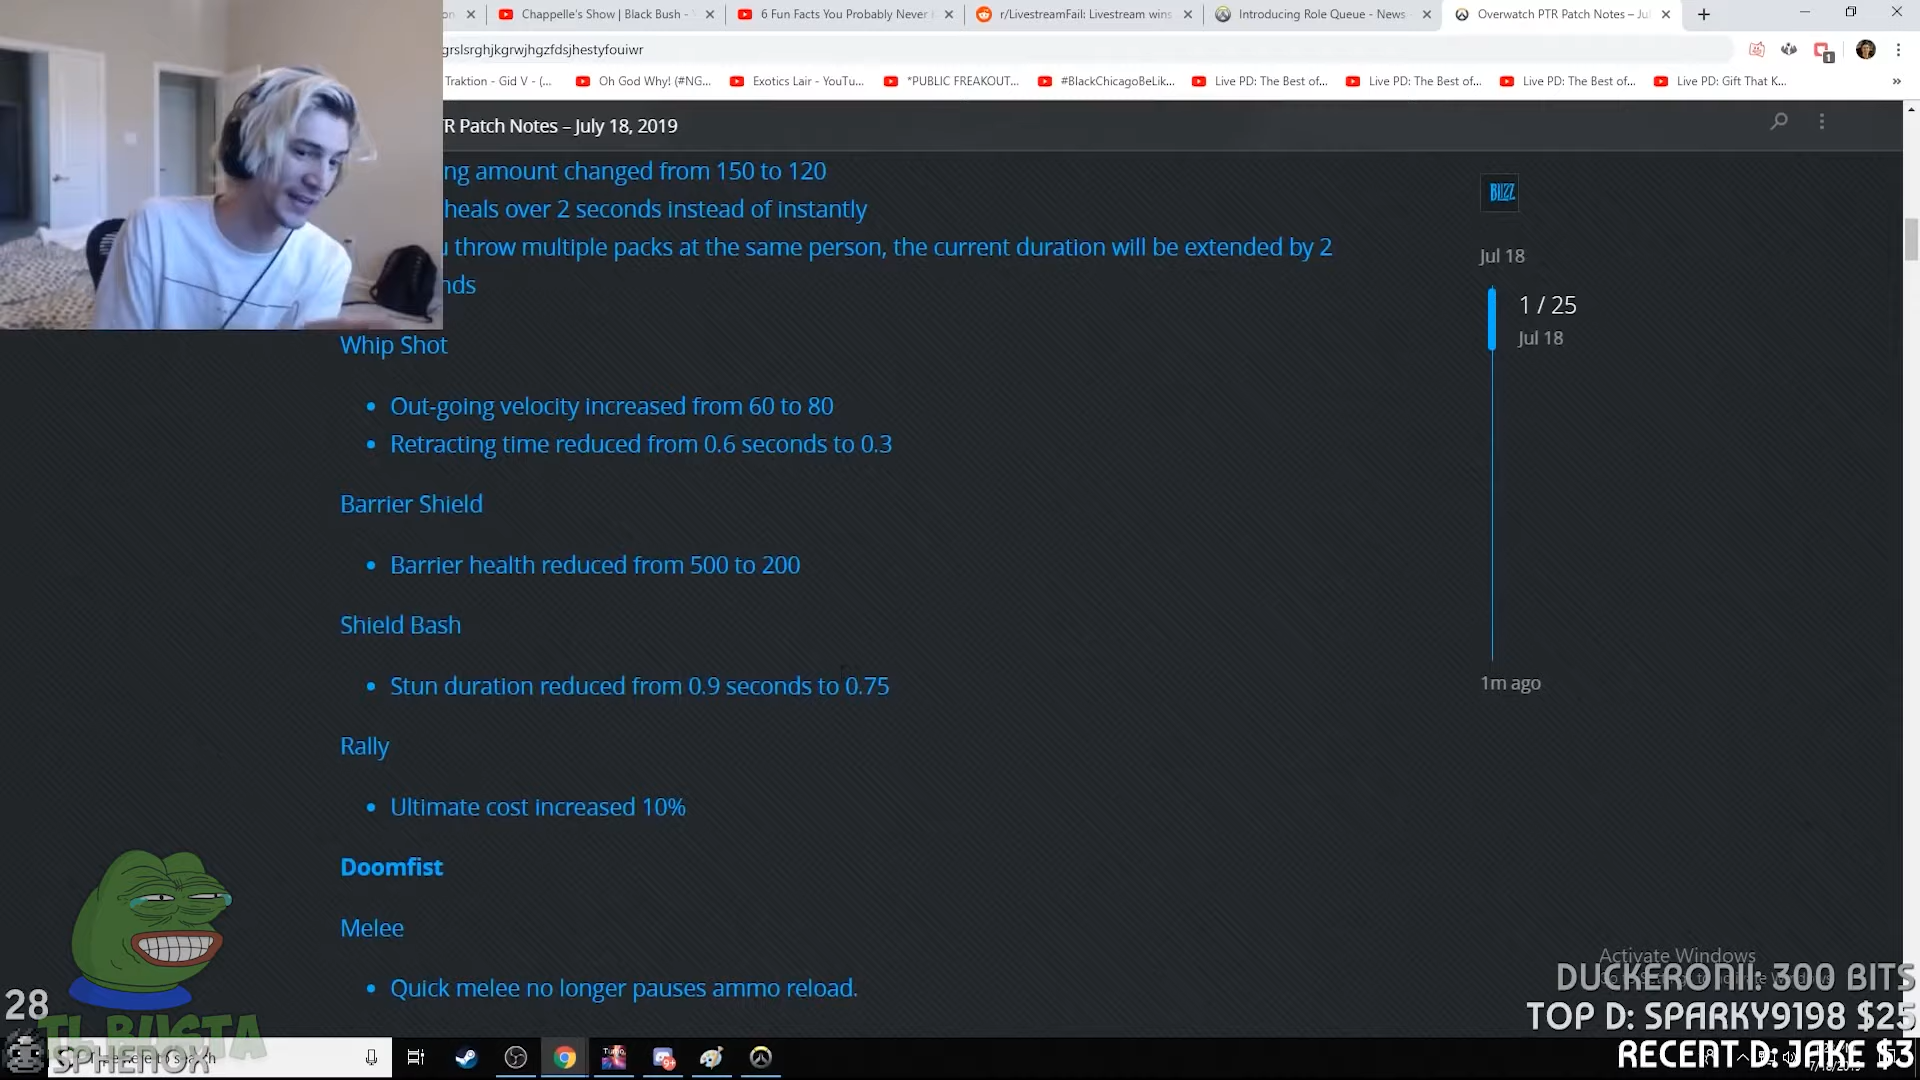 on
Chappelle's Show | Black Bush -
6 Fun Facts You Probably Never
r/LivestreamFail: Livestream wins
Introducing Role Queue - News
Overwatch PTR Patch Notes – Ju
grslsrghjkgrwjhgzfdsjhestyfouiwr
Traktion - Gid V - (...
Oh God Why! (#NG...
Exotics Lair - YouTu...
*PUBLIC FREAKOUT...
#BlackChicagoBeLik...
Live PD: The Best of...
Live PD: The Best of...
Live PD: The Best of...
Live PD: Gift That K...
TR Patch Notes – July 18, 2019
ng amount changed from 150 to 120
heals over 2 seconds instead of instantly
u throw multiple packs at the same person, the current duration will be extended by 2
nds
BLIZZ
Jul 18
1 / 25
Jul 18
1m ago
Whip Shot
• Out-going velocity increased from 60 to 80
• Retracting time reduced from 0.6 seconds to 0.3
Barrier Shield
• Barrier health reduced from 500 to 200
Shield Bash
• Stun duration reduced from 0.9 seconds to 0.75
Rally
• Ultimate cost increased 10%
Doomfist
Melee
• Quick melee no longer pauses ammo reload.
Activate Windows
DUCKERONII: 300 BITS
TOP D: SPARKY9198 $25
RECENT D: JAKE $3
28
SPHENOX